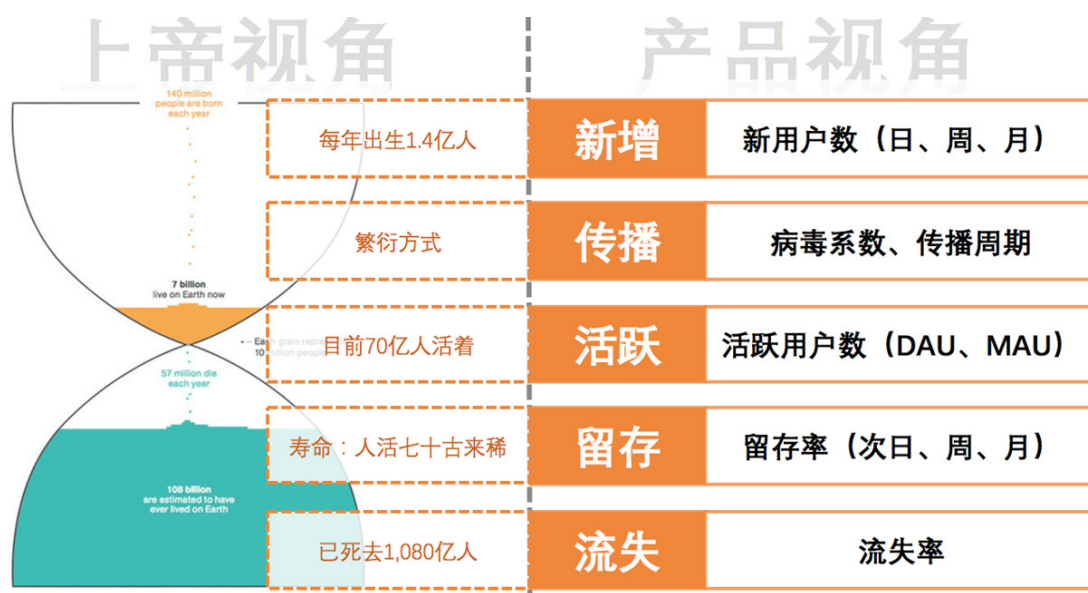 上帝视角
产品视角
140 million
people are born
each year
每年出生1.4亿人
新增
新用户数（日、周、月）
繁衍方式
传播
病毒系数、传播周期
7 billion
live on Earth now
Each grain repre
10 million people
目前70亿人活着
活跃
活跃用户数（DAU、MAU）
57 million die
each year
寿命：人活七十古来稀
留存
留存率（次日、周、月）
108 billion
are estimated to have
ever lived on Earth
已死去1,080亿人
流失
流失率